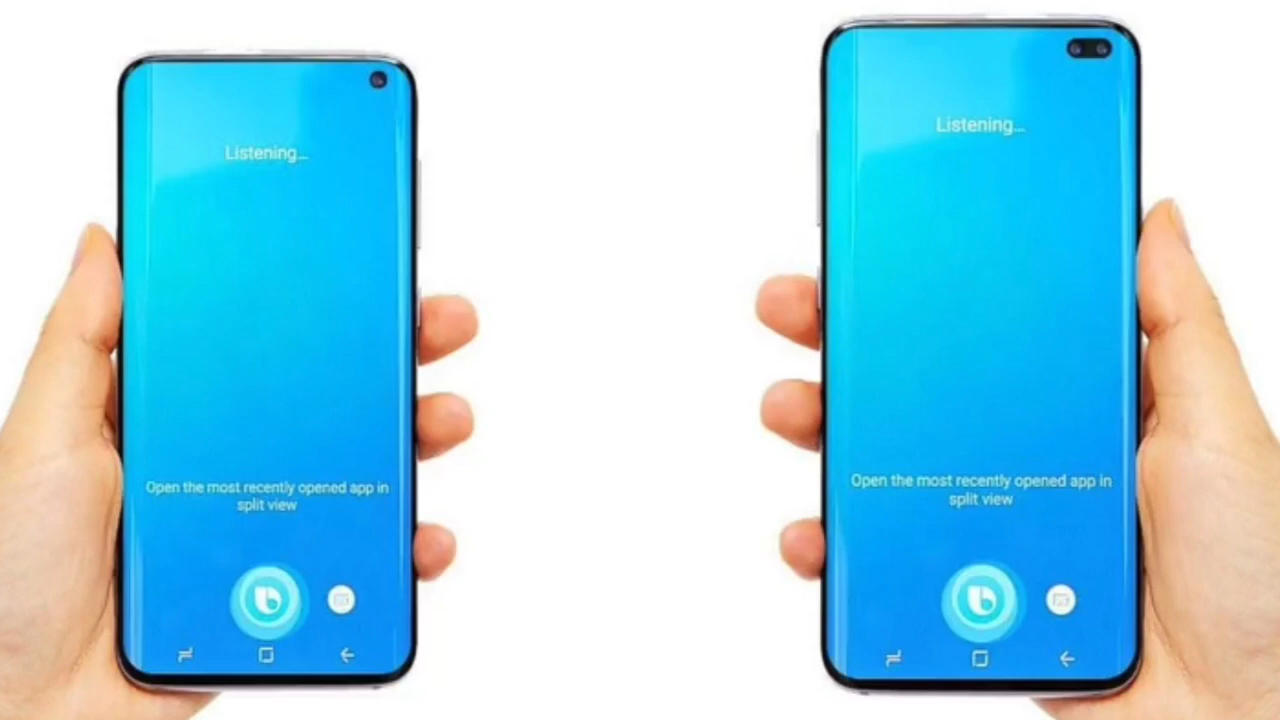 Listening...
Open the most recently opened app in
split view
Listening...
Open the most recently opened app in
split view